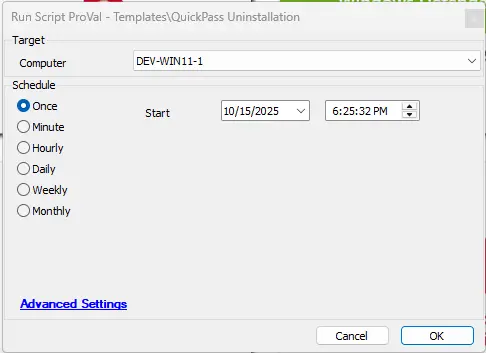 Run Script ProVal - Templates\QuickPass Uninstallation
Target
Computer DEV-WIN11-1
Schedule
Once Start 10/15/2025 6:25:32 PM
Minute
Hourly
Daily
Weekly
Monthly
Advanced Settings
Cancel OK